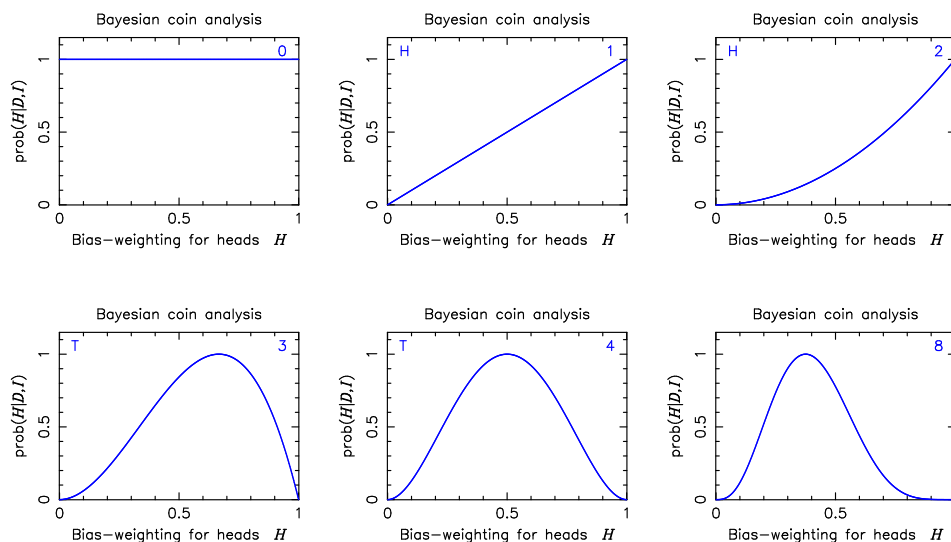 Bayesian coin analysis
0
prob(H|D,I)
1
0.5
0
0 0.5 1
Bias-weighting for heads H
Bayesian coin analysis
H 1
prob(H|D,I)
1
0.5
0
0 0.5 1
Bias-weighting for heads H
Bayesian coin analysis
H 2
prob(H|D,I)
1
0.5
0
0 0.5
Bias-weighting for heads H
Bayesian coin analysis
T 3
prob(H|D,I)
1
0.5
0
0 0.5 1
Bias-weighting for heads H
Bayesian coin analysis
T 4
prob(H|D,I)
1
0.5
0
0 0.5 1
Bias-weighting for heads H
Bayesian coin analysis
8
prob(H|D,I)
1
0.5
0
0 0.5
Bias-weighting for heads H